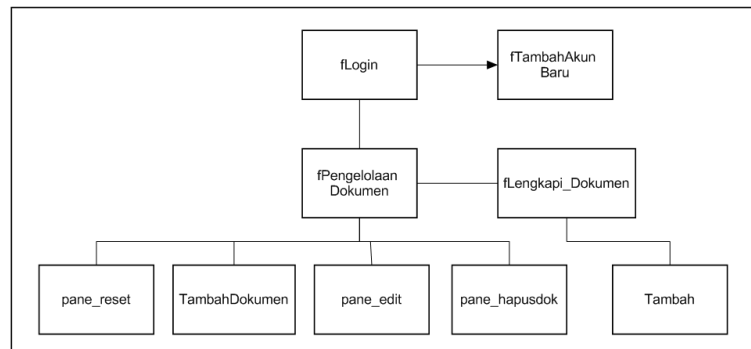 fLogin
fTambahAkun
Baru
fPengelolaan
Dokumen
fLengkapi_Dokumen
pane_reset
TambahDokumen
pane_edit
pane_hapusdok
Tambah